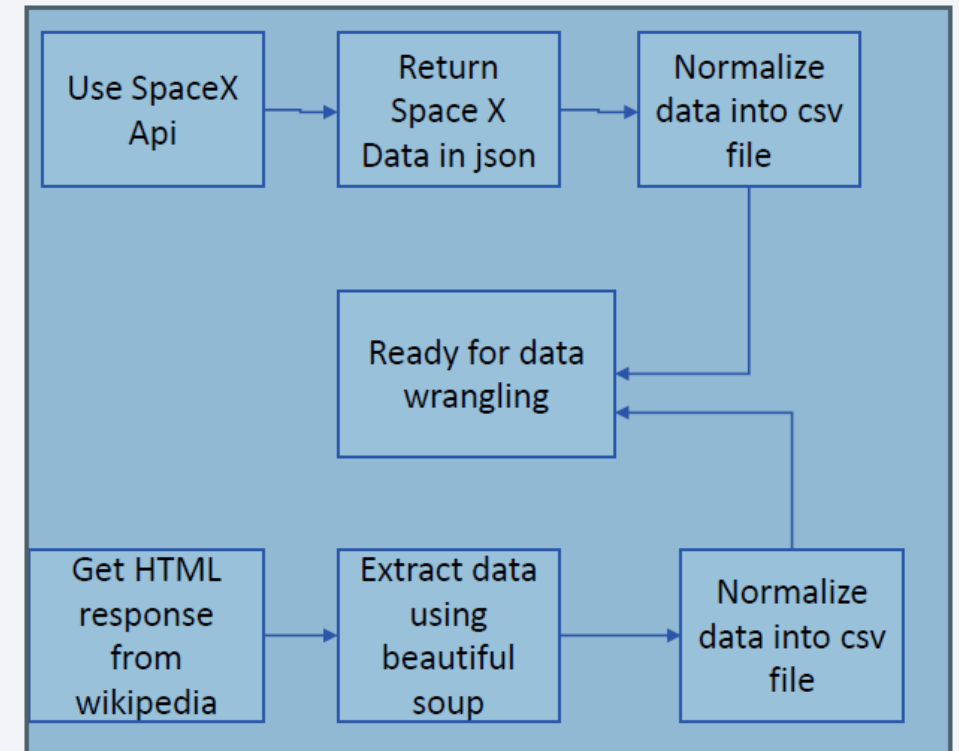 Use SpaceX
Api
Return
Space X
Data in json
Normalize
data into csv
file
Ready for data
wrangling
Get HTML
response
from
wikipedia
Extract data
using
beautiful
soup
Normalize
data into csv
file